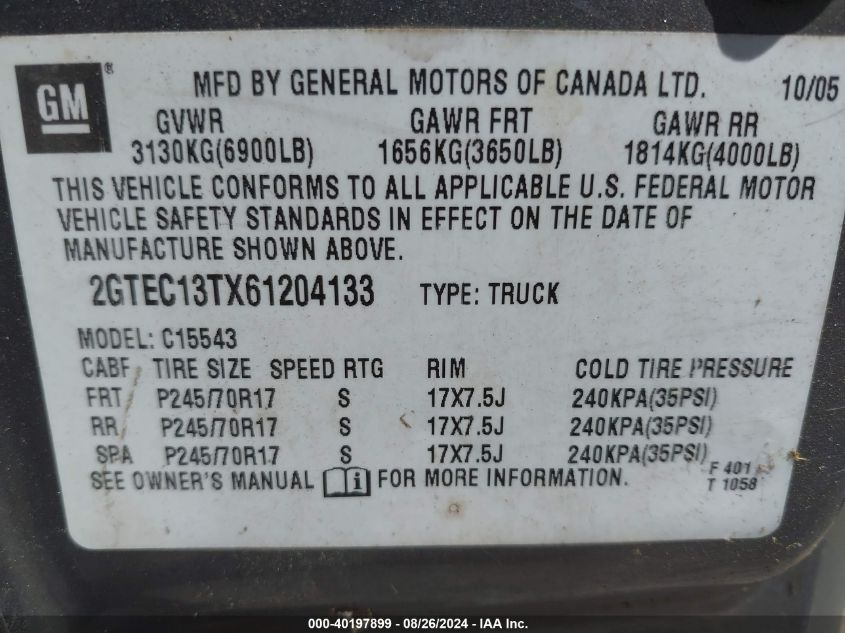 GM ®
MFD BY GENERAL MOTORS OF CANADA LTD. 10/05
GVWR GAWR FRT GAWR RR
3130KG(6900LB) 1656KG(3650LB) 1814KG(4000LB)
THIS VEHICLE CONFORMS TO ALL APPLICABLE U.S. FEDERAL MOTOR
VEHICLE SAFETY STANDARDS IN EFFECT ON THE DATE OF
MANUFACTURE SHOWN ABOVE.
2GTEC13TX61204133 TYPE: TRUCK
MODEL: C15543
CABF TIRE SIZE SPEED RTG RIM COLD TIRE PRESSURE
FRT P245/70R17 S 17X7.5J 240KPA(35PSI)
RR P245/70R17 S 17X7.5J 240KPA(35PSI)
SPA P245/70R17 S 17X7.5J 240KPA(35PSI)
SEE OWNER'S MANUAL i FOR MORE INFORMATION.
F 401
T 1058
000-40197899 - 08/26/2024 - IAA Inc.